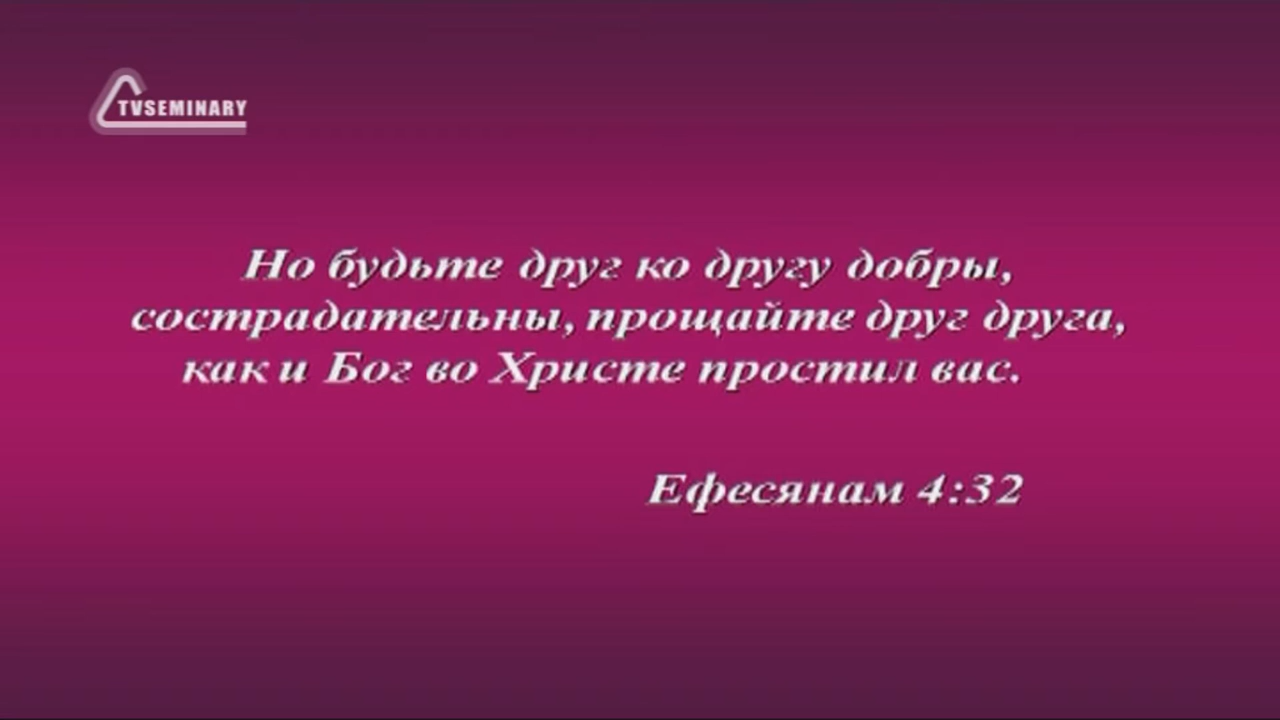 TVSEMINARY
Но будьте друг ко другу добры,
сострадательны, прощайте друг друга,
как и Бог во Христе простил вас.
Ефесянам 4:32